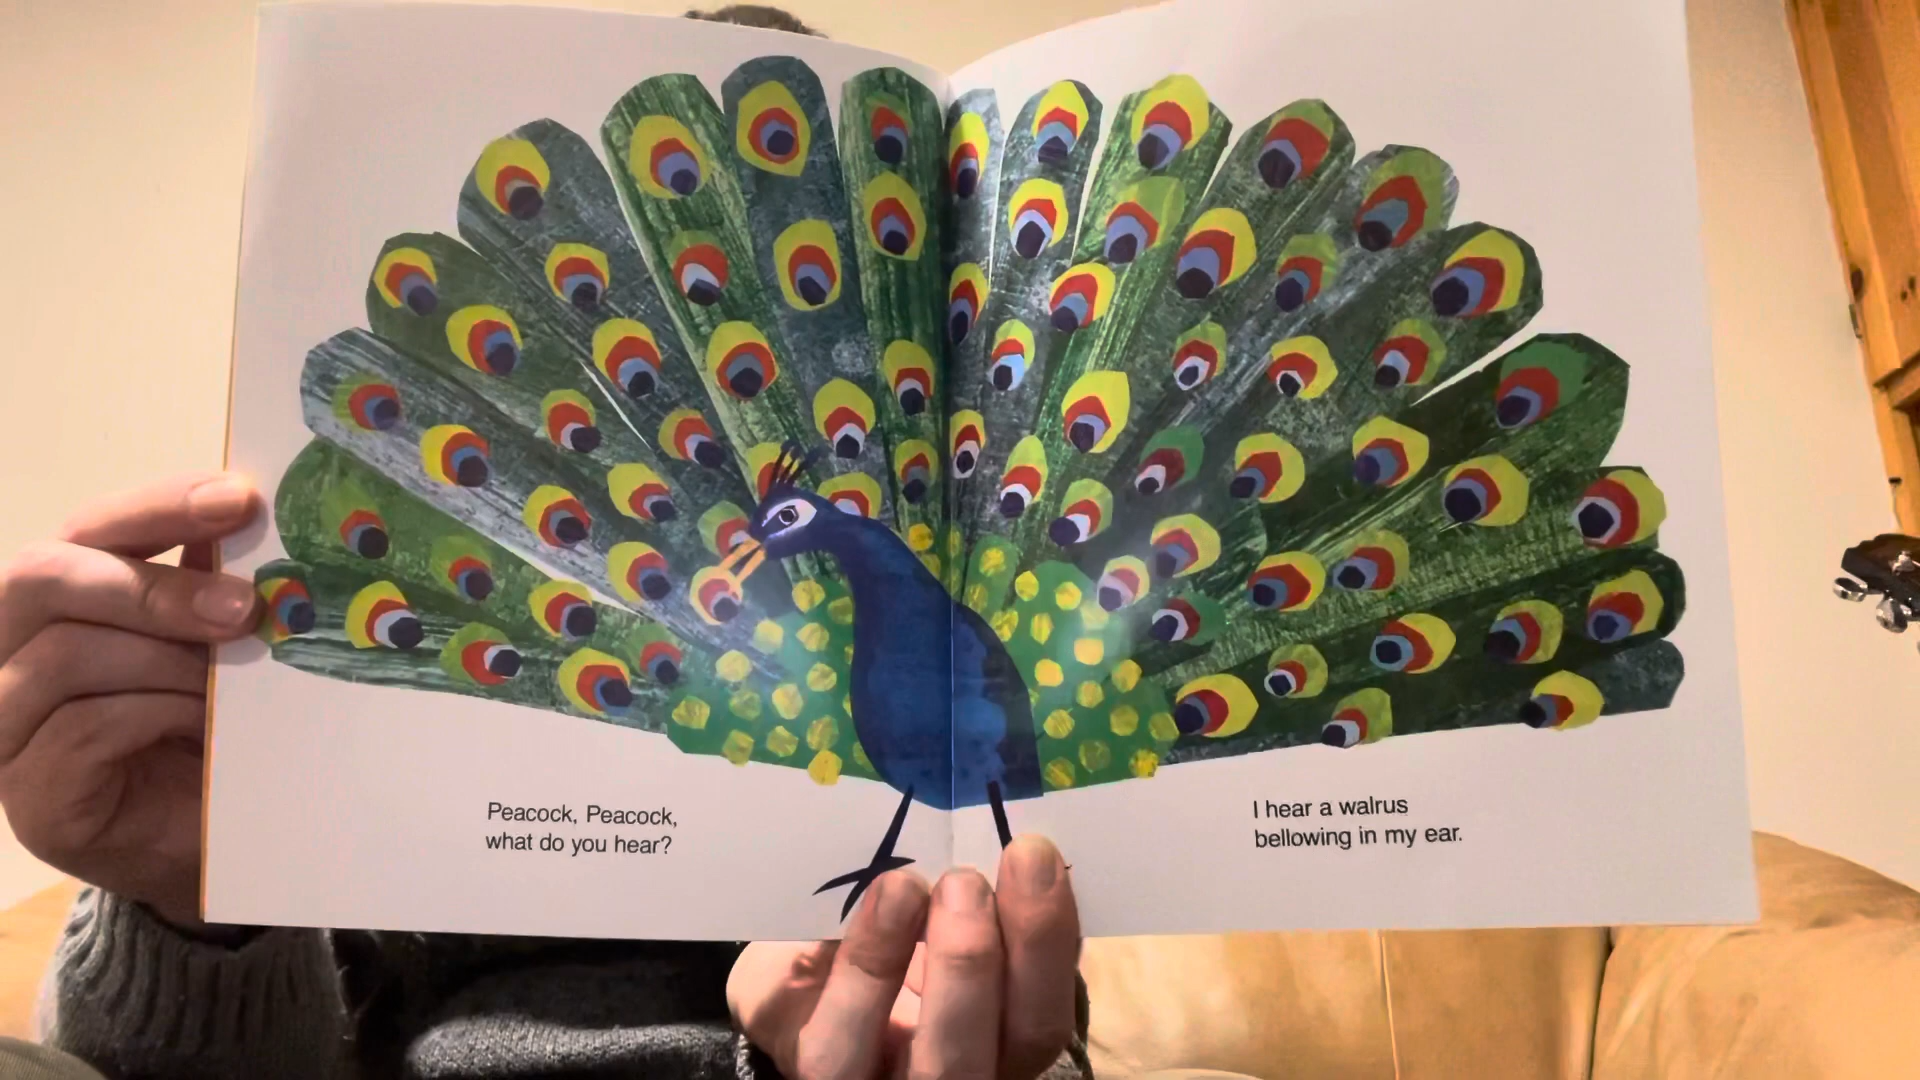 Peacock, Peacock,
what do you hear?
I hear a walrus
bellowing in my ear.